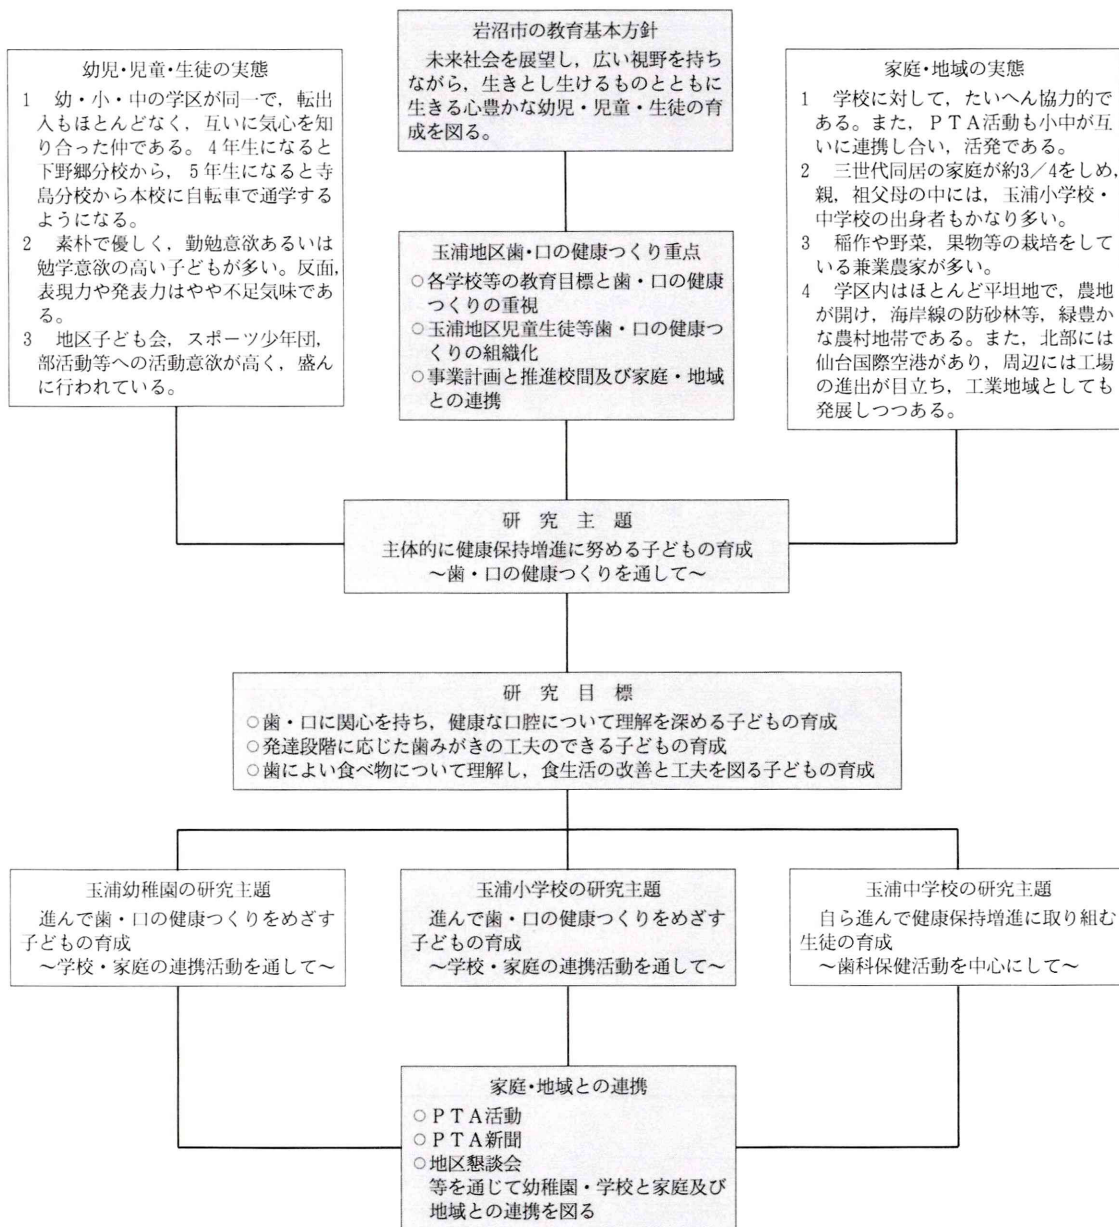 岩沼市の教育基本方針
未来社会を展望し,広い視野を持ち
ながら,生きとし生けるものとともに
生きる心豊かな幼児・児童・生徒の育
成を図る。
幼児・児童・生徒の実態
1 幼・小・中の学区が同一で,転出
入もほとんどなく,互いに気心を知
り合った仲である。4年生になると
下野郷分校から,5年生になると寺
島分校から本校に自転車で通学する
ようになる。
2 素朴で優しく,勤勉意欲あるいは
勉学意欲の高い子どもが多い。反面,
表現力や発表力はやや不足気味であ
る。
3 地区子ども会,スポーツ少年団,
部活動等への活動意欲が高く,盛ん
に行われている。
玉浦地区歯・口の健康つくり重点
○各学校等の教育目標と歯・口の健康
つくりの重視
○玉浦地区児童生徒等歯・口の健康つ
くりの組織化
○事業計画と推進校間及び家庭・地域
との連携
家庭・地域の実態
1 学校に対して,たいへん協力的で
ある。また,PTA活動も小中が互
いに連携し合い,活発である。
2 三世代同居の家庭が約3/4をしめ,
親,祖父母の中には,玉浦小学校・
中学校の出身者もかなり多い。
3 稲作や野菜,果物等の栽培をして
いる兼業農家が多い。
4 学区内はほとんど平坦地で,農地
が開け,海岸線の防砂林等,緑豊か
な農村地帯である。また,北部には
仙台国際空港があり,周辺には工場
の進出が目立ち,工業地域としても
発展しつつある。
研究主題
主体的に健康保持増進に努める子どもの育成
~歯・口の健康つくりを通して~
研究目標
○歯・口に関心を持ち,健康な口腔について理解を深める子どもの育成
○発達段階に応じた歯みがきの工夫のできる子どもの育成
○歯によい食べ物について理解し,食生活の改善と工夫を図る子どもの育成
玉浦幼稚園の研究主題
進んで歯・口の健康つくりをめざす
子どもの育成
~学校・家庭の連携活動を通して~
玉浦小学校の研究主題
進んで歯・口の健康つくりをめざす
子どもの育成
~学校・家庭の連携活動を通して~
玉浦中学校の研究主題
自ら進んで健康保持増進に取り組む
生徒の育成
~歯科保健活動を中心にして~
家庭・地域との連携
○PTA活動
○PTA新聞
○地区懇談会
等を通じて幼稚園・学校と家庭及び
地域との連携を図る